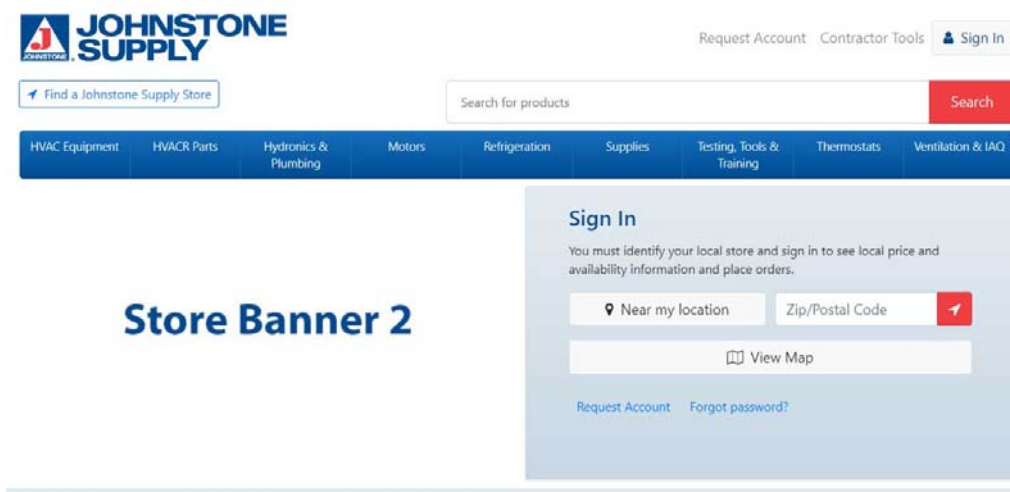 JOHNSTONE
SUPPLY
JOHNSTONE
Request Account
Contractor Tools
Sign In
Find a Johnstone Supply Store
Search for products
Search
HVAC Equipment
HVACR Parts
Hydronics &
Plumbing
Motors
Refrigeration
Supplies
Testing, Tools &
Training
Thermostats
Ventilation & IAQ
Store Banner 2
Sign In
You must identify your local store and sign in to see local price and
availability information and place orders.
Near my location
Zip/Postal Code
View Map
Request Account
Forgot password?